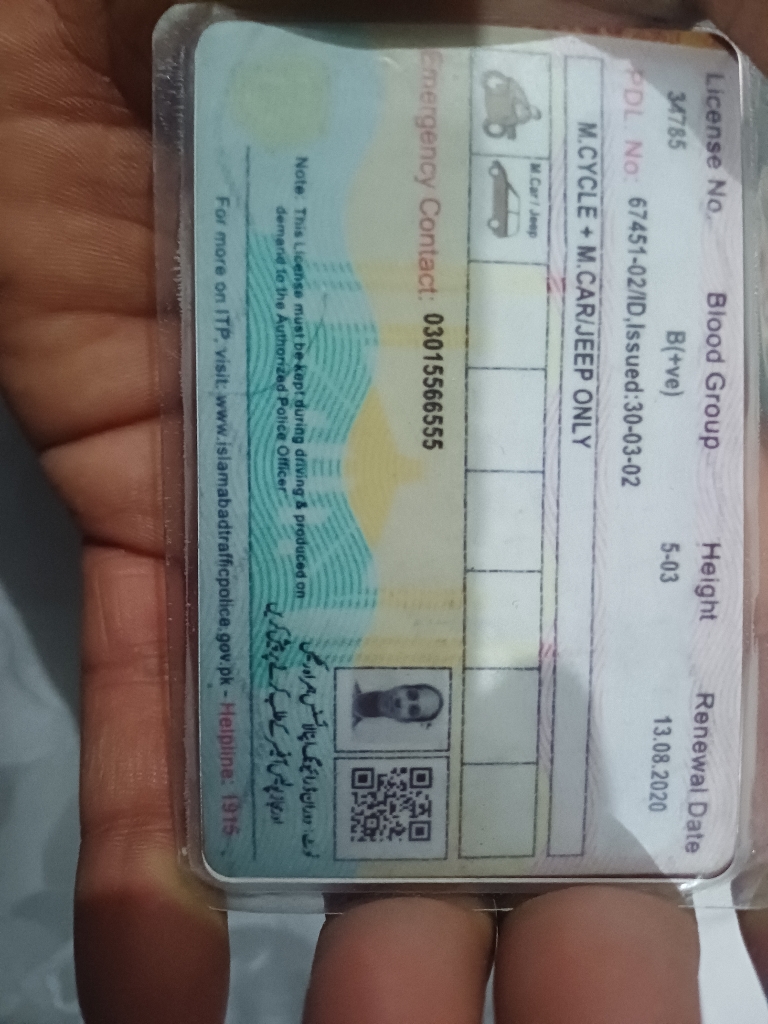 License No. Blood Group Height Renewal Date
34785 B(+ve) 5-03 13.08.2020
PDL. No: 67451-02/ID,Issued:30-03-02
M.CYCLE + M.CAR/JEEP ONLY
M.Car / Jeep
Emergency Contact: 03015566555
Note: This License must be kept during driving & produced on
demand to the Authorized Police Officer
For more on ITP, visit: www.islamabadtrafficpolice.gov.pk - Helpline: 1915